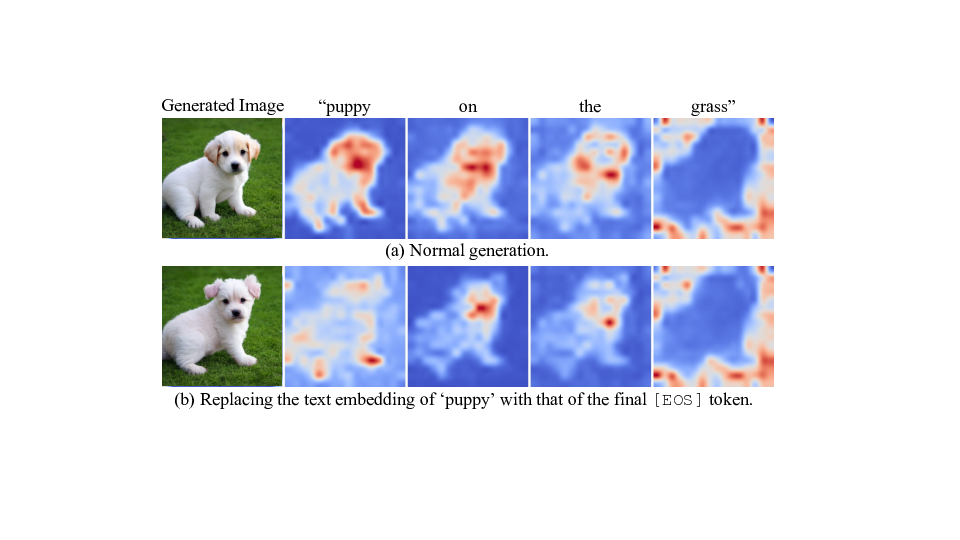 Generated Image “puppy on the grass”
(a) Normal generation.
(b) Replacing the text embedding of ‘puppy’ with that of the final [EOS] token.